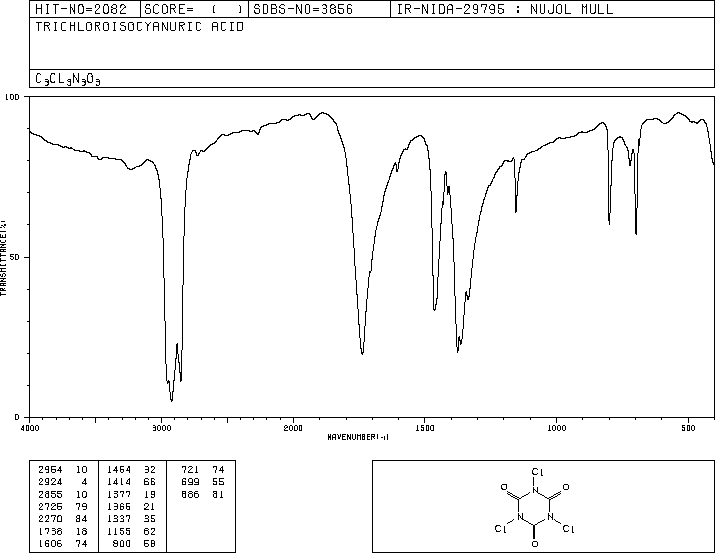 HIT-NO=2082 SCORE= ( ) SDBS-NO=3856 IR-NIDA-29795 : NUJOL MULL
TRICHLOROISOCYANURIC ACID
C3CL3N3O3
100
TRANSMITTANCE(%)
50
0
4000 3000 2000 1500 1000 500
WAVENUMBER(-1)
2954 10 1464 32 721 74
2924 4 1414 66 699 55
2855 10 1377 19 686 81
2725 79 1365 21
2270 84 1337 35
1738 18 1155 62
1606 74 800 58
Cl
O N O
N N
Cl O Cl